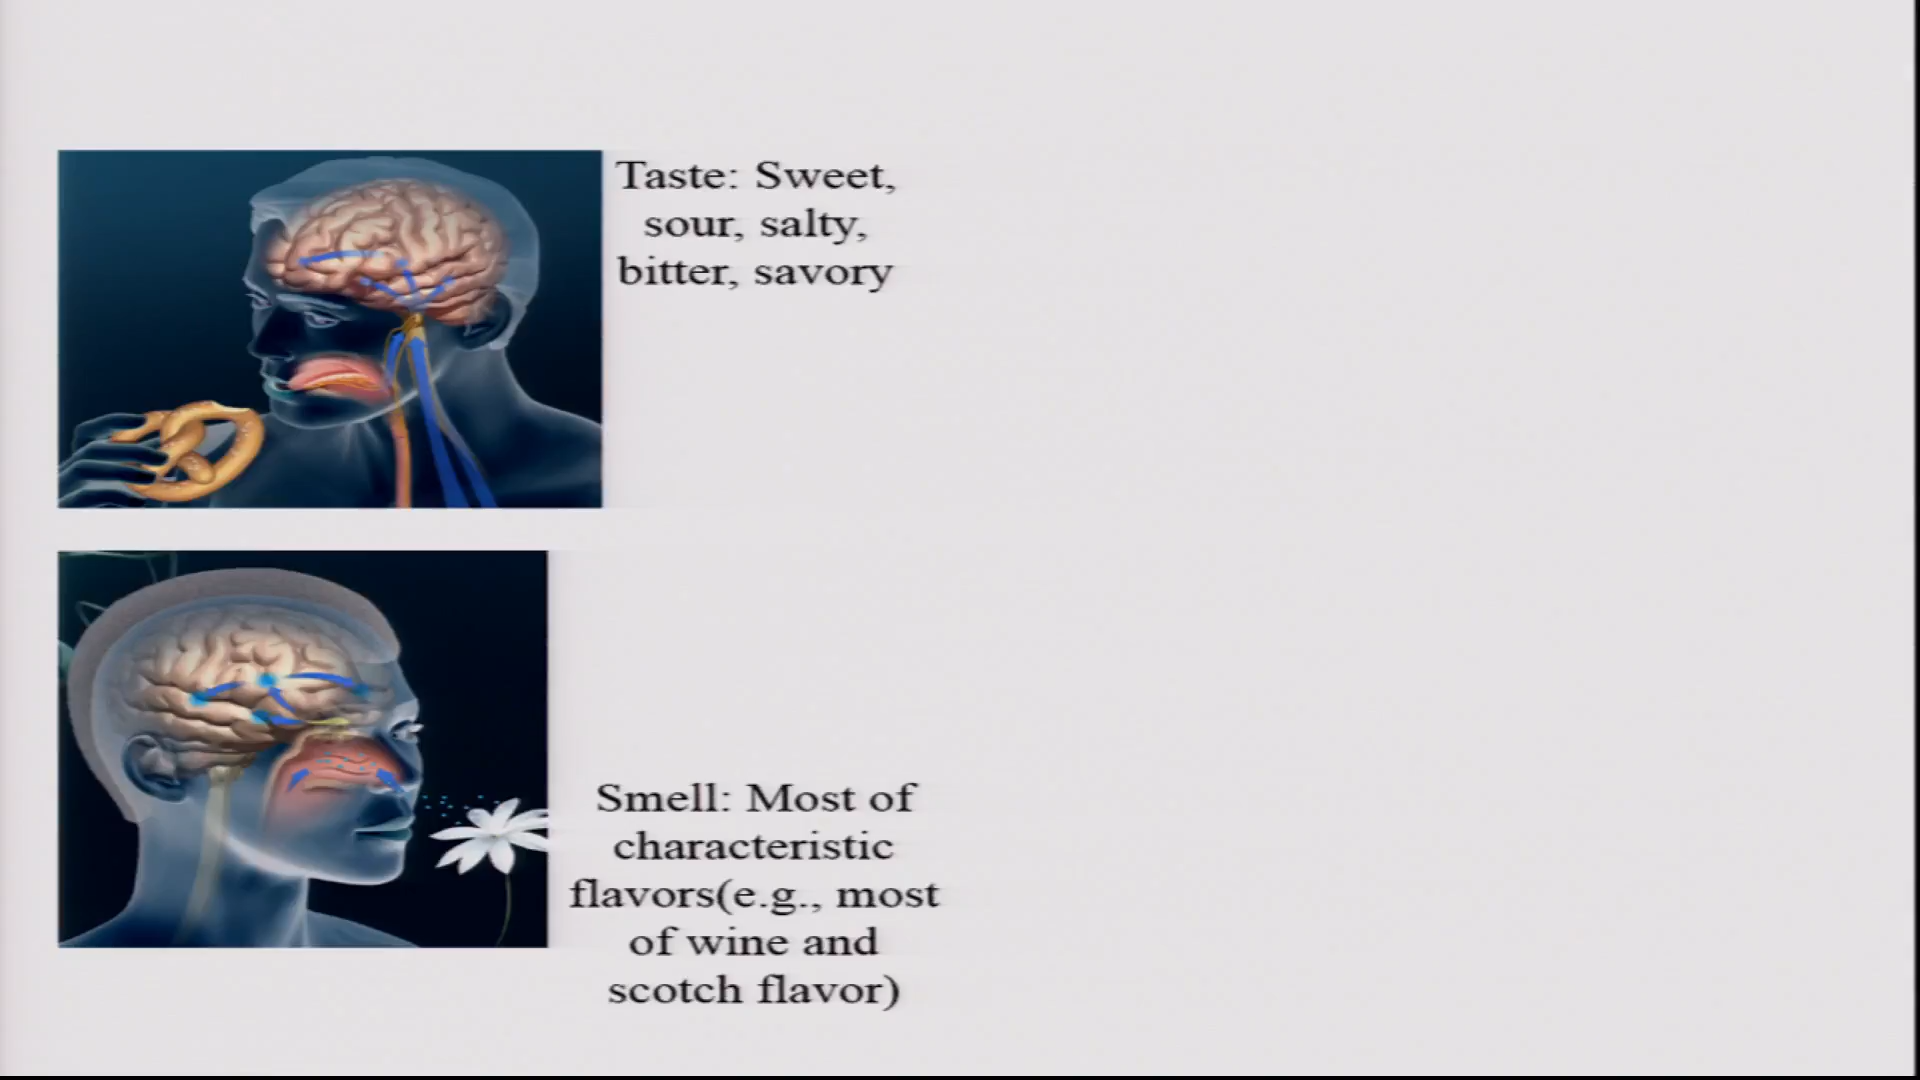 Taste: Sweet,
sour, salty,
bitter, savory
Smell: Most of
characteristic
flavors(e.g., most
of wine and
scotch flavor)